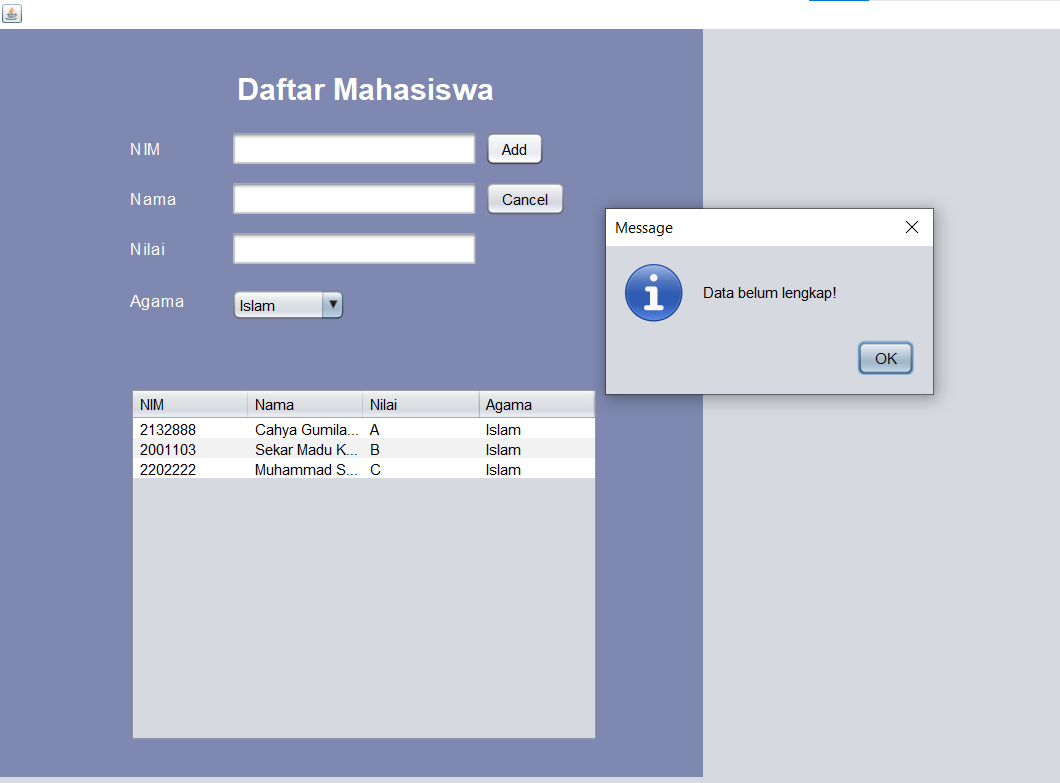 Daftar Mahasiswa
NIM
Add
Nama
Cancel
Nilai
Agama
Islam
Message
Data belum lengkap!
OK
NIM Nama Nilai Agama
2132888 Cahya Gumila... A Islam
2001103 Sekar Madu K... B Islam
2202222 Muhammad S... C Islam